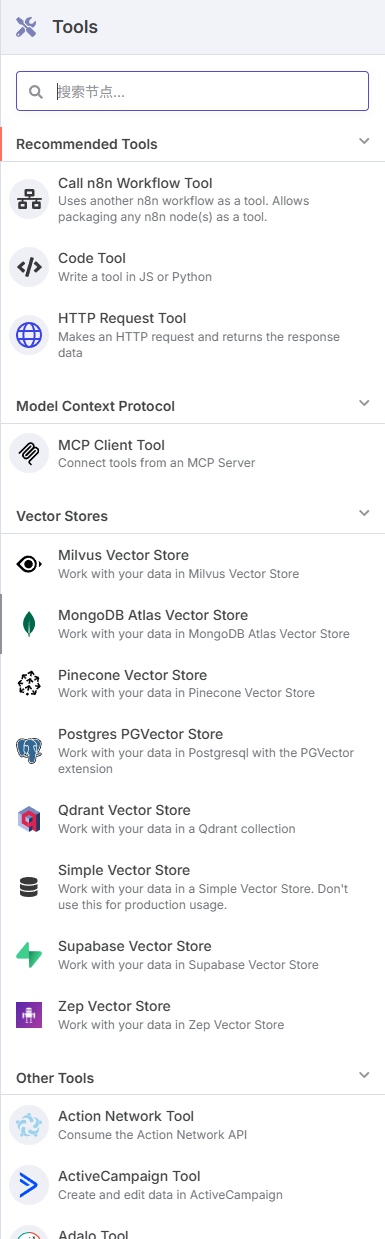 Tools
搜索节点...
Recommended Tools
Call n8n Workflow Tool
Uses another n8n workflow as a tool. Allows
packaging any n8n node(s) as a tool.
Code Tool
Write a tool in JS or Python
HTTP Request Tool
Makes an HTTP request and returns the response
data
Model Context Protocol
MCP Client Tool
Connect tools from an MCP Server
Vector Stores
Milvus Vector Store
Work with your data in Milvus Vector Store
MongoDB Atlas Vector Store
Work with your data in MongoDB Atlas Vector Store
Pinecone Vector Store
Work with your data in Pinecone Vector Store
Postgres PGVector Store
Work with your data in Postgresql with the PGVector
extension
Qdrant Vector Store
Work with your data in a Qdrant collection
Simple Vector Store
Work with your data in a Simple Vector Store. Don't
use this for production usage.
Supabase Vector Store
Work with your data in Supabase Vector Store
Zep Vector Store
Work with your data in Zep Vector Store
Other Tools
Action Network Tool
Consume the Action Network API
ActiveCampaign Tool
Create and edit data in ActiveCampaign
Adalo Tool